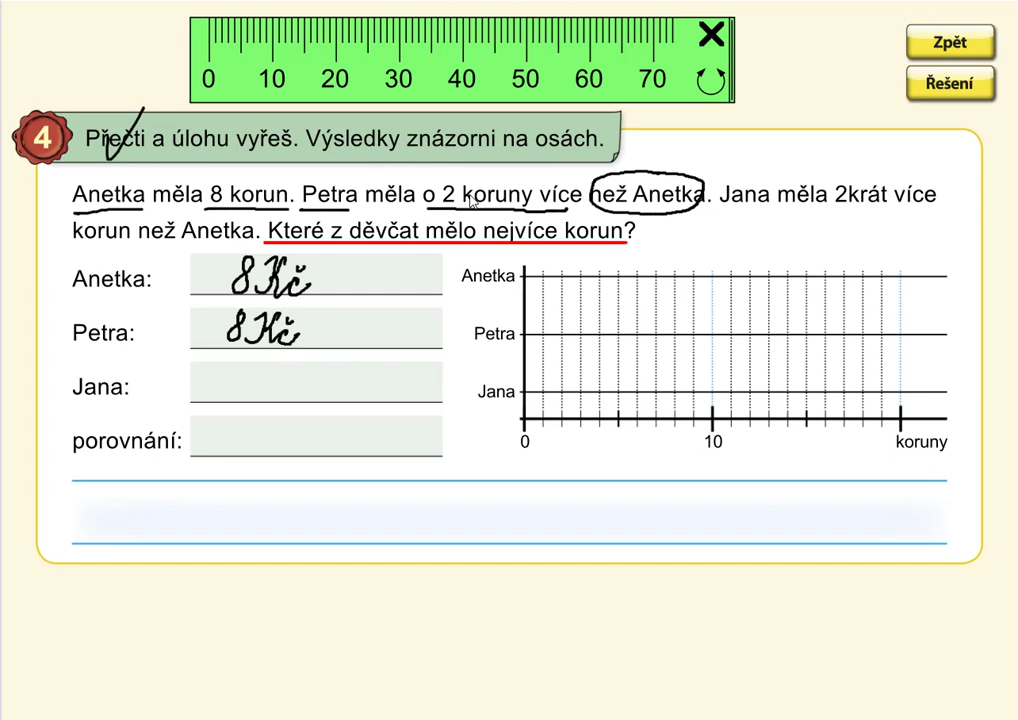 0 10 20 30 40 50 60 70
Zpět
Řešení
4 Přečti a úlohu vyřeš. Výsledky znázorni na osách.
Anetka měla 8 korun. Petra měla o 2 koruny více než Anetka. Jana měla 2krát více
korun než Anetka. Které z děvčat mělo nejvíce korun?
Anetka: 8 Kč
Petra: 8 Kč
Jana:
porovnání:
Anetka
Petra
Jana
0 10 koruny